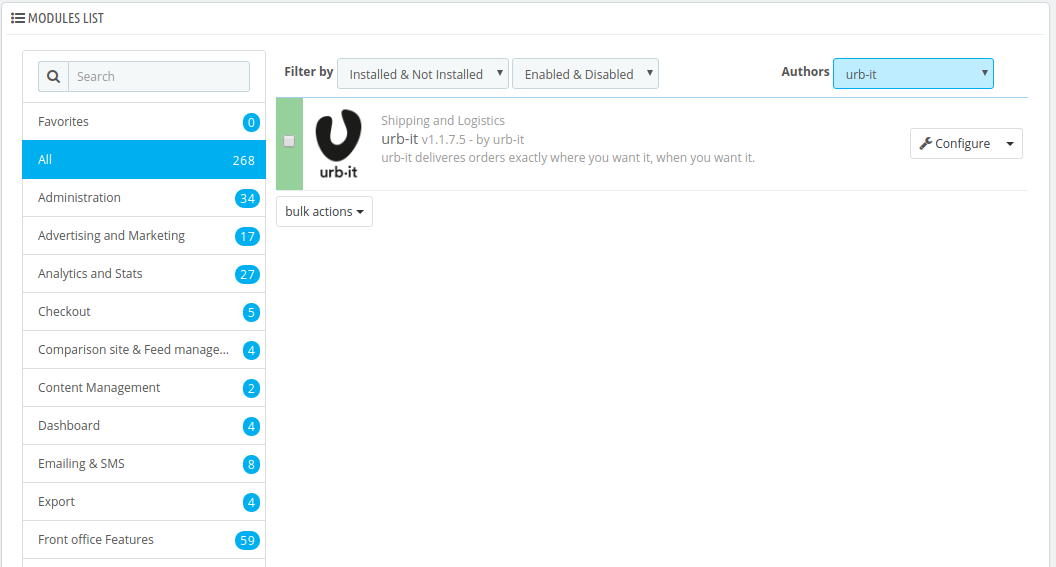 MODULES LIST
Search
Filter by
Installed & Not Installed
Enabled & Disabled
Authors
urb-it
Favorites 0
All 268
Administration 34
Advertising and Marketing 17
Analytics and Stats 27
Checkout 5
Comparison site & Feed manage... 4
Content Management 2
Dashboard 4
Emailing & SMS 8
Export 4
Front office Features 59
urb·it
Shipping and Logistics
urb-it v1.1.7.5 - by urb-it
urb-it deliveres orders exactly where you want it, when you want it.
Configure
bulk actions